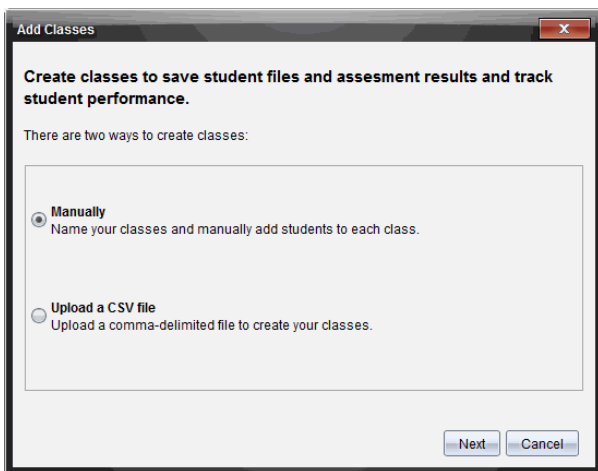 Add Classes
Create classes to save student files and assesment results and track
student performance.
There are two ways to create classes:
Manually
Name your classes and manually add students to each class.
Upload a CSV file
Upload a comma-delimited file to create your classes.
Next Cancel